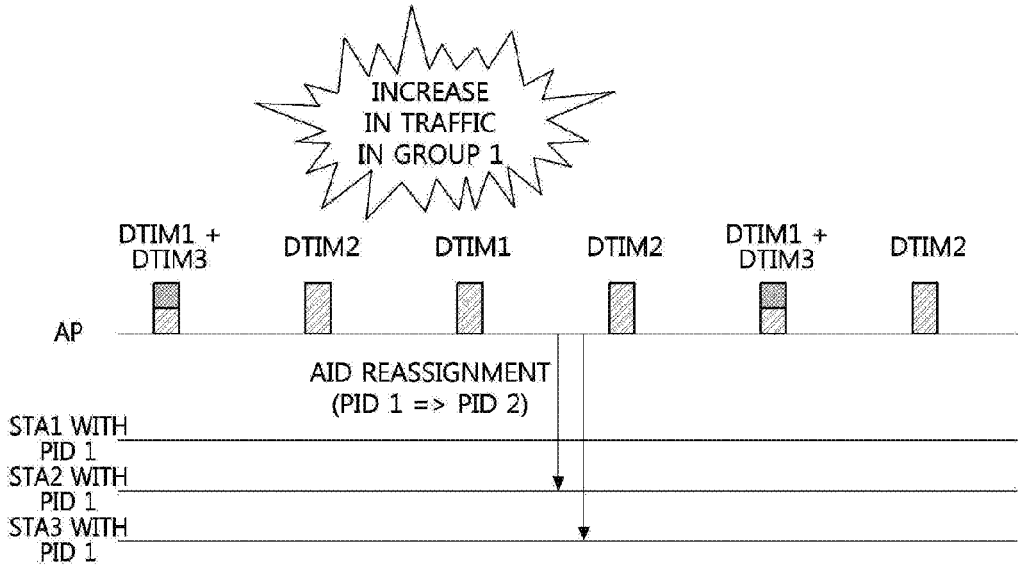 INCREASE
IN TRAFFIC
IN GROUP 1
DTIM1 +
DTIM3
DTIM2
DTIM1
DTIM2
DTIM1 +
DTIM3
DTIM2
AP
AID REASSIGNMENT
(PID 1 => PID 2)
STA1 WITH
PID 1
STA2 WITH
PID 1
STA3 WITH
PID 1